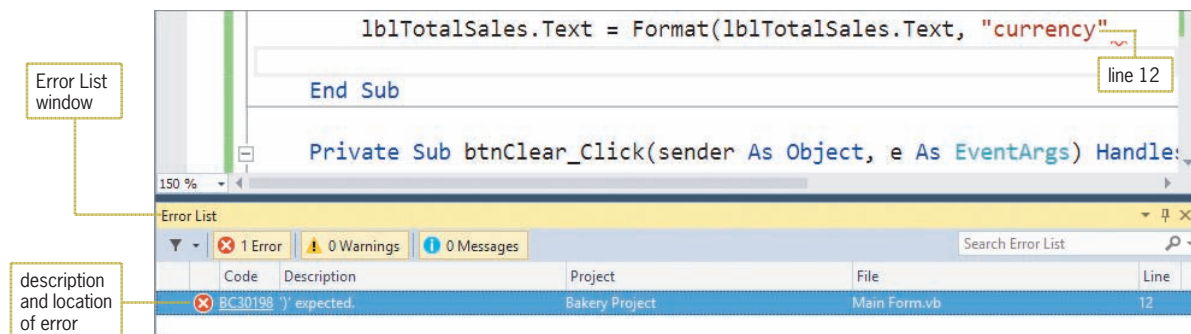 lblTotalSales.Text = Format(lblTotalSales.Text, "currency"
line 12
Error List
window
End Sub
Private Sub btnClear_Click(sender As Object, e As EventArgs) Handles
150 %
Error List
1 Error 0 Warnings 0 Messages Search Error List
Code Description Project File Line
description
and location
of error
BC30198 ')' expected. Bakery Project Main Form.vb 12